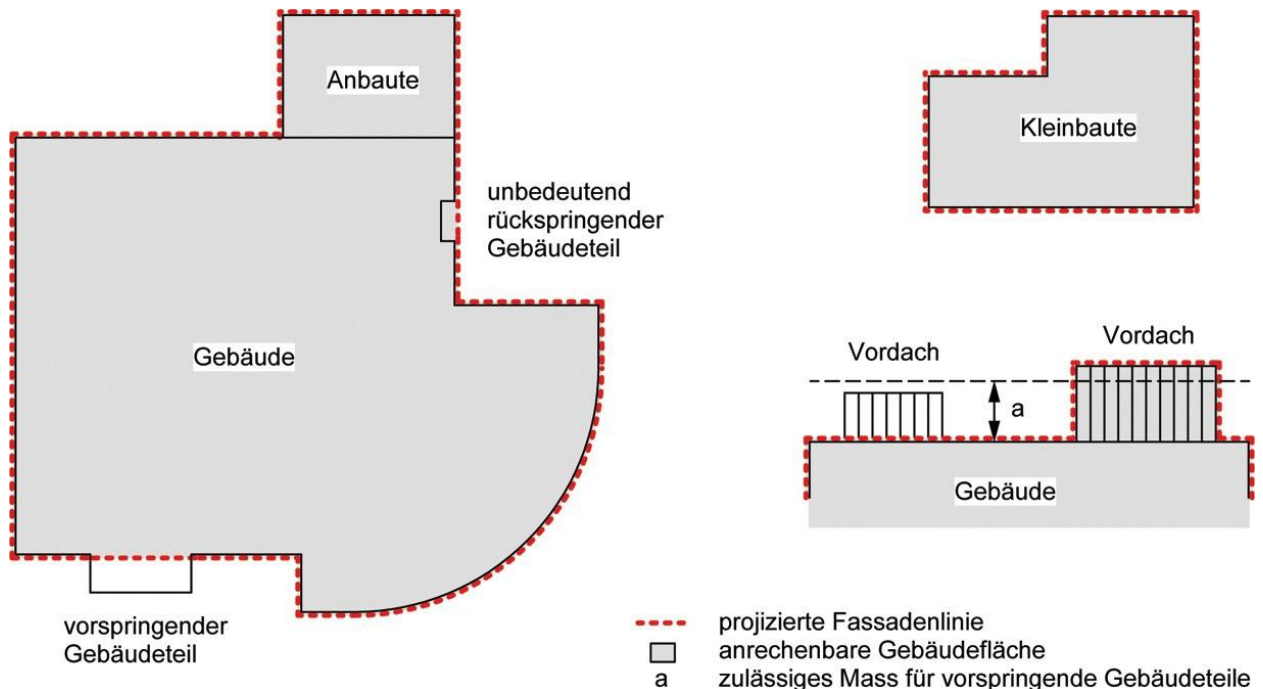 Anbaute
unbedeutend
rückspringender
Gebäudeteil
Gebäude
vorspringender
Gebäudeteil
Kleinbaute
Vordach
Vordach
a
Gebäude
projizierte Fassadenlinie
anrechenbare Gebäudefläche
a zulässiges Mass für vorspringende Gebäudeteile